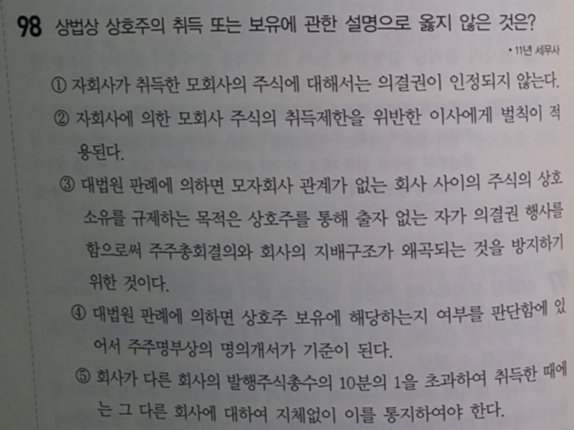 98 상법상 상호주의 취득 또는 보유에 관한 설명으로 옳지 않은 것은?
• 11년 세무사
① 자회사가 취득한 모회사의 주식에 대해서는 의결권이 인정되지 않는다.
② 자회사에 의한 모회사 주식의 취득제한을 위반한 이사에게 벌칙이 적
용된다.
③ 대법원 판례에 의하면 모자회사 관계가 없는 회사 사이의 주식의 상호
소유를 규제하는 목적은 상호주를 통해 출자 없는 자가 의결권 행사를
함으로써 주주총회결의와 회사의 지배구조가 왜곡되는 것을 방지하기
위한 것이다.
④ 대법원 판례에 의하면 상호주 보유에 해당하는지 여부를 판단함에 있
어서 주주명부상의 명의개서가 기준이 된다.
⑤ 회사가 다른 회사의 발행주식총수의 10분의 1을 초과하여 취득한 때에
는 그 다른 회사에 대하여 지체없이 이를 통지하여야 한다.